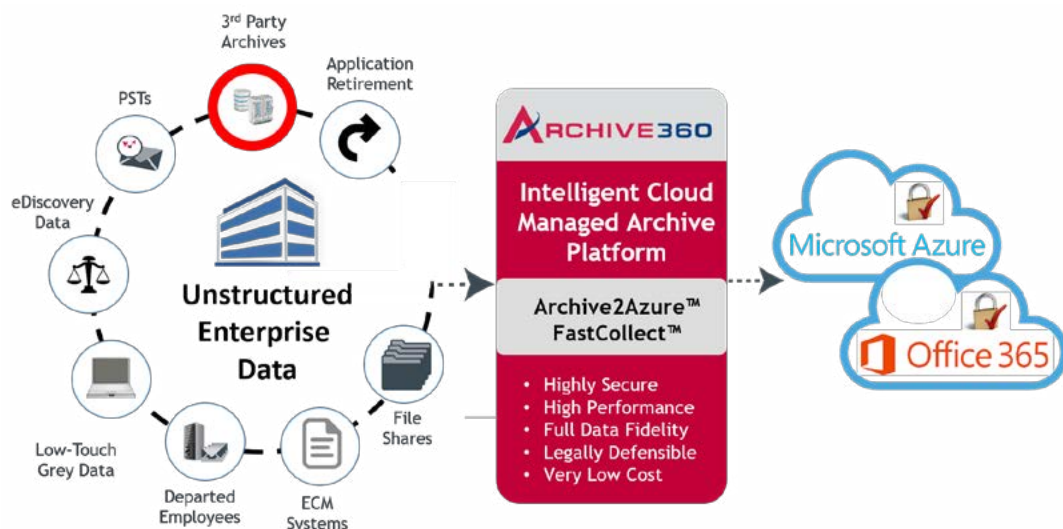 3rd Party
Archives
Application
Retirement
PSTs
eDiscovery
Data
Unstructured
Enterprise
Data
Low-Touch
Grey Data
Departed
Employees
ECM
Systems
File
Shares
ARCHIVE360
Intelligent Cloud
Managed Archive
Platform
Archive2Azure™
FastCollect™
• Highly Secure
• High Performance
• Full Data Fidelity
• Legally Defensible
• Very Low Cost
Microsoft Azure
Office 365